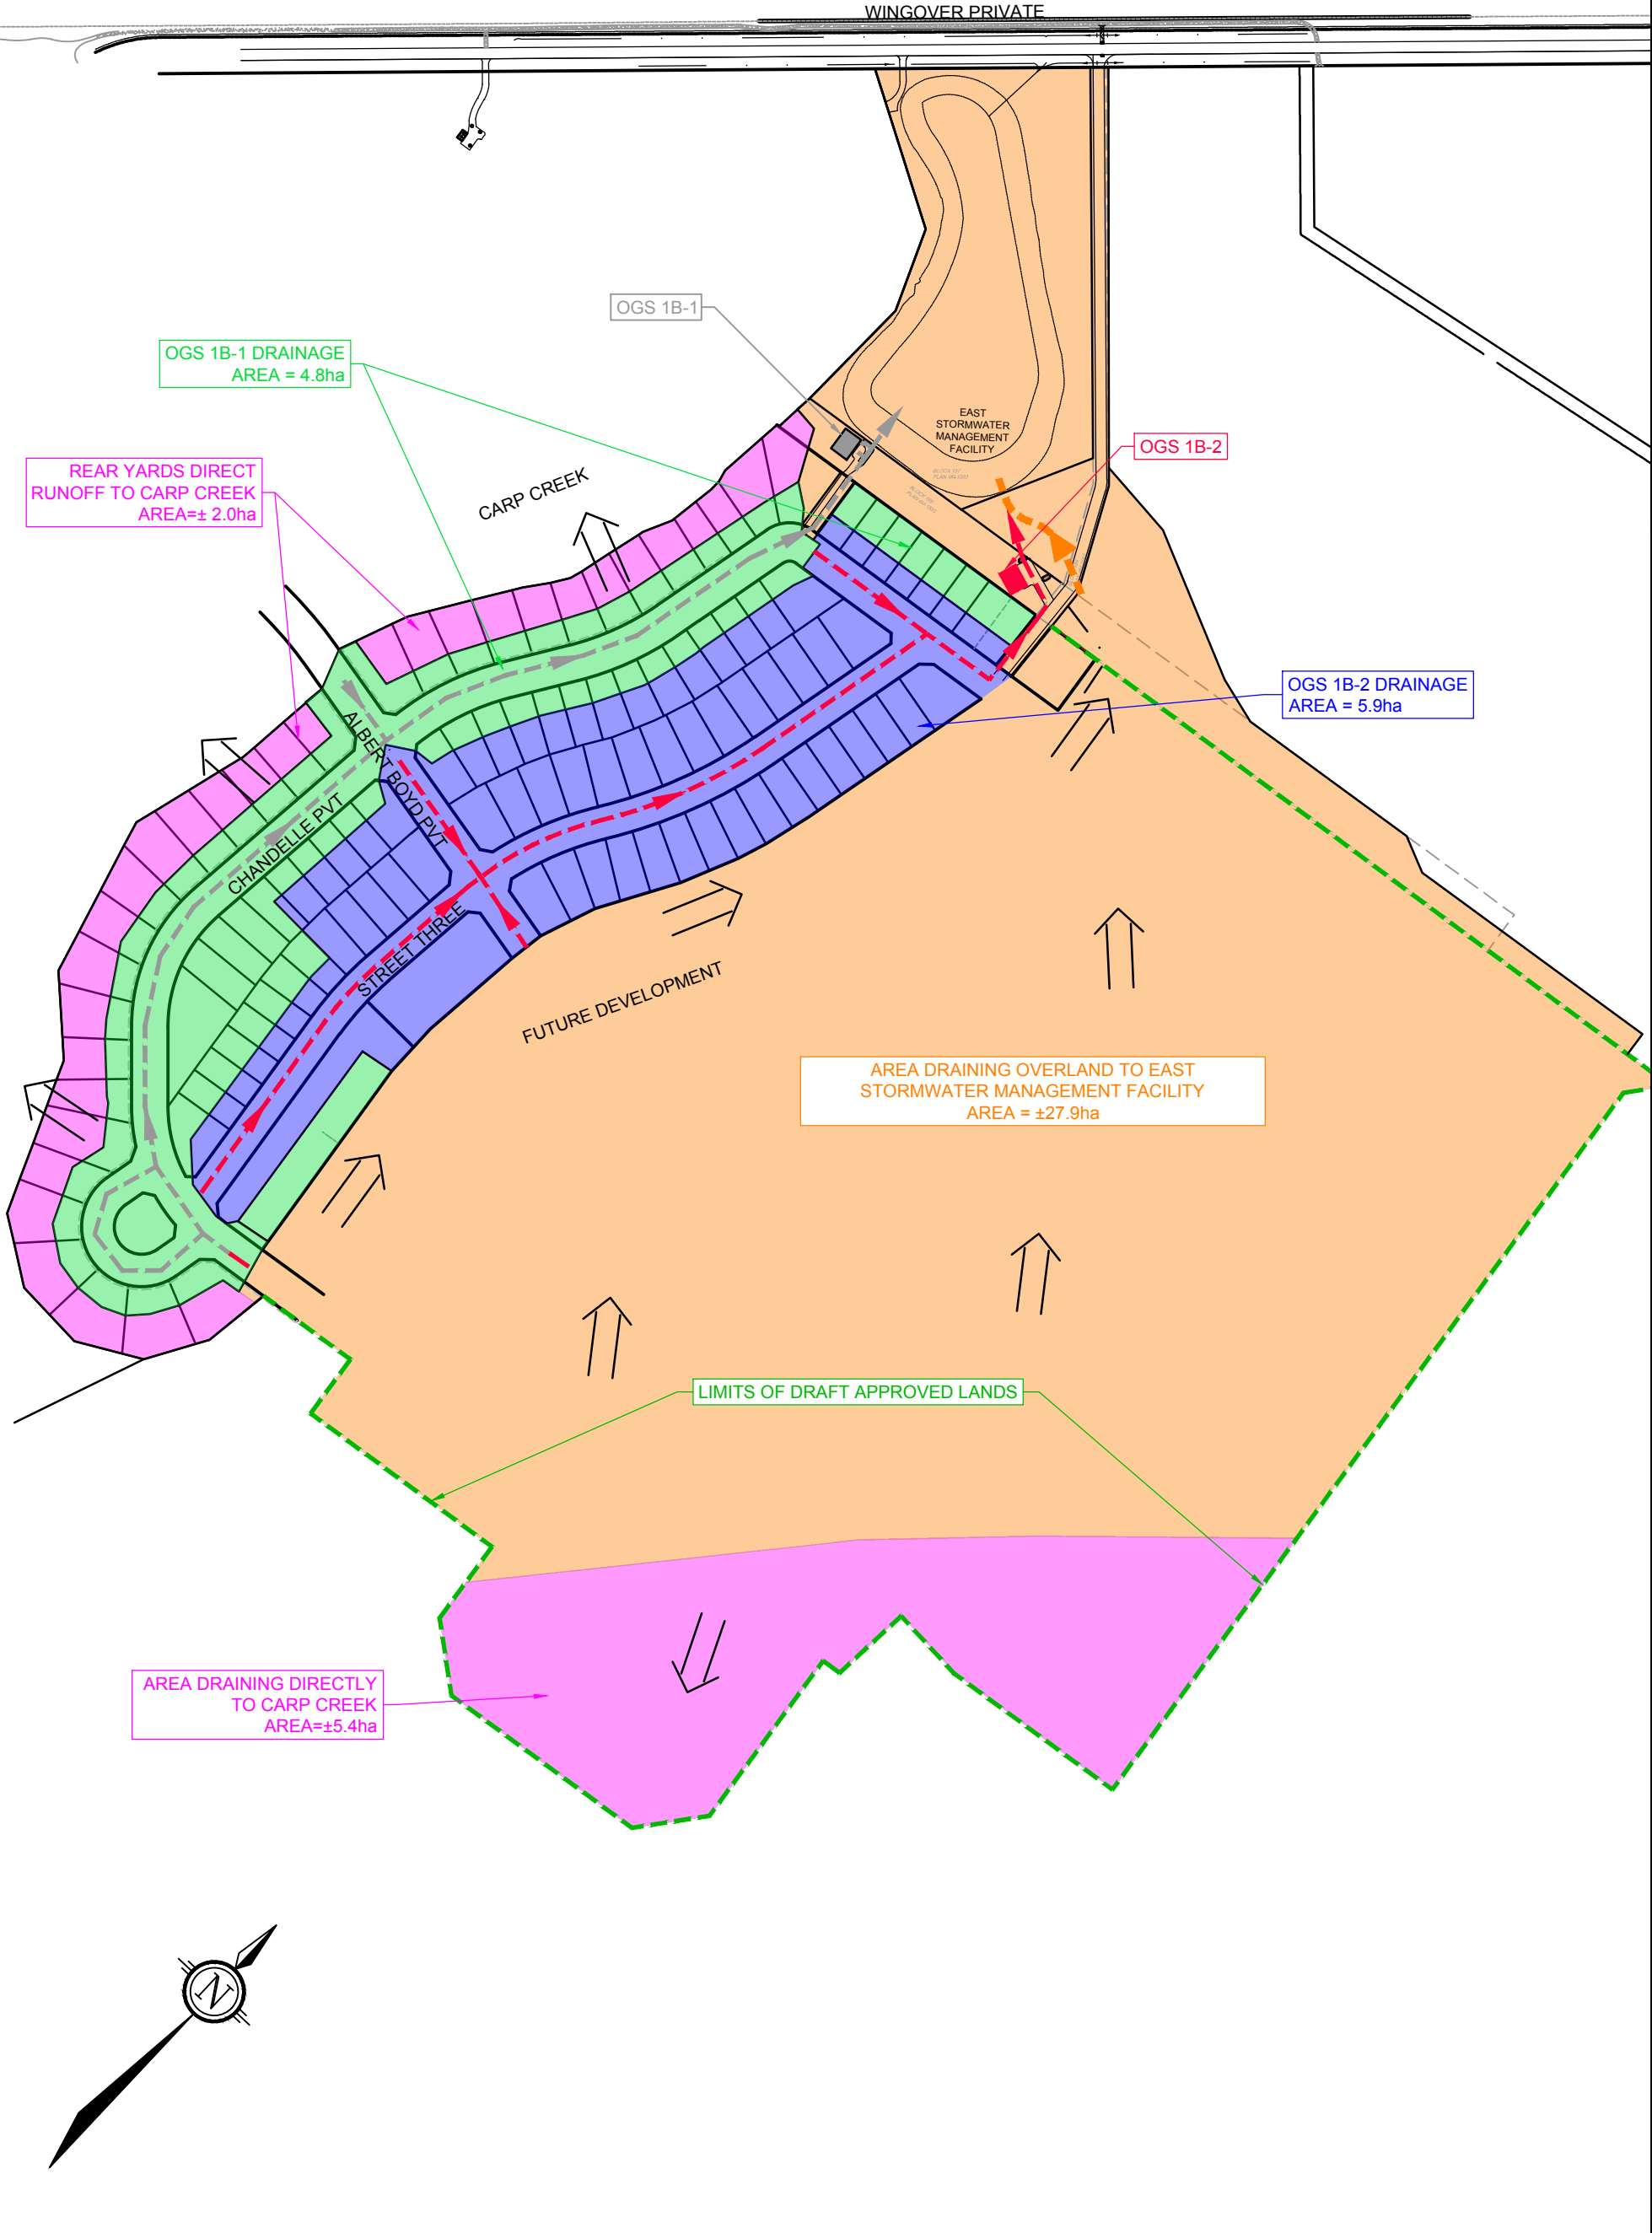 WINGOVER PRIVATE
OGS 1B-1
OGS 1B-1 DRAINAGE
AREA = 4.8ha
EAST
STORMWATER
MANAGEMENT
FACILITY
OGS 1B-2
REAR YARDS DIRECT
RUNOFF TO CARP CREEK
AREA=± 2.0ha
CARP CREEK
OGS 1B-2 DRAINAGE
AREA = 5.9ha
ALBERT BOYD PVT
CHANDELLE PVT
STREET THREE
FUTURE DEVELOPMENT
AREA DRAINING OVERLAND TO EAST
STORMWATER MANAGEMENT FACILITY
AREA = ±27.9ha
LIMITS OF DRAFT APPROVED LANDS
AREA DRAINING DIRECTLY
TO CARP CREEK
AREA=±5.4ha
N